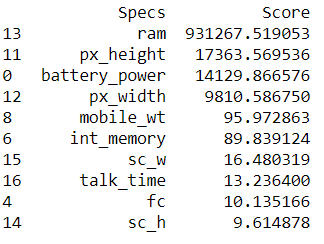 Specs Score
13 ram 931267.519053
11 px_height 17363.569536
0 battery_power 14129.866576
12 px_width 9810.586750
8 mobile_wt 95.972863
6 int_memory 89.839124
15 sc_w 16.480319
16 talk_time 13.236400
4 fc 10.135166
14 sc_h 9.614878